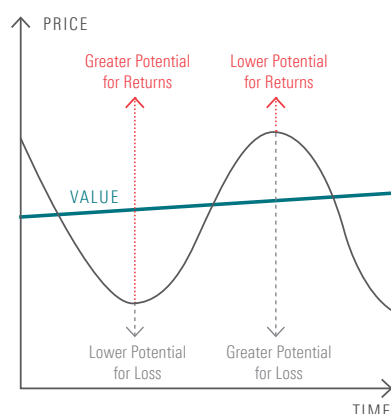 PRICE
Greater Potential
for Returns
Lower Potential
for Returns
VALUE
Lower Potential
for Loss
Greater Potential
for Loss
TIME